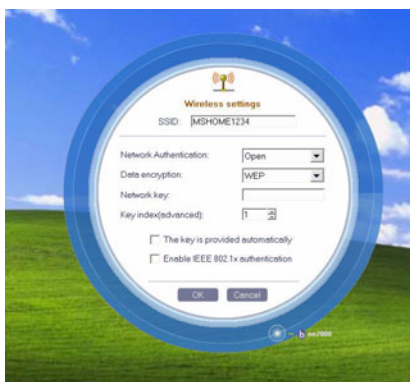 Wireless settings
SSID: MSHOME1234
Network Authentication: Open
Data encryption: WEP
Network key:
Key index(advanced): 1
The key is provided automatically
Enable IEEE 802.1x authentication
OK Cancel